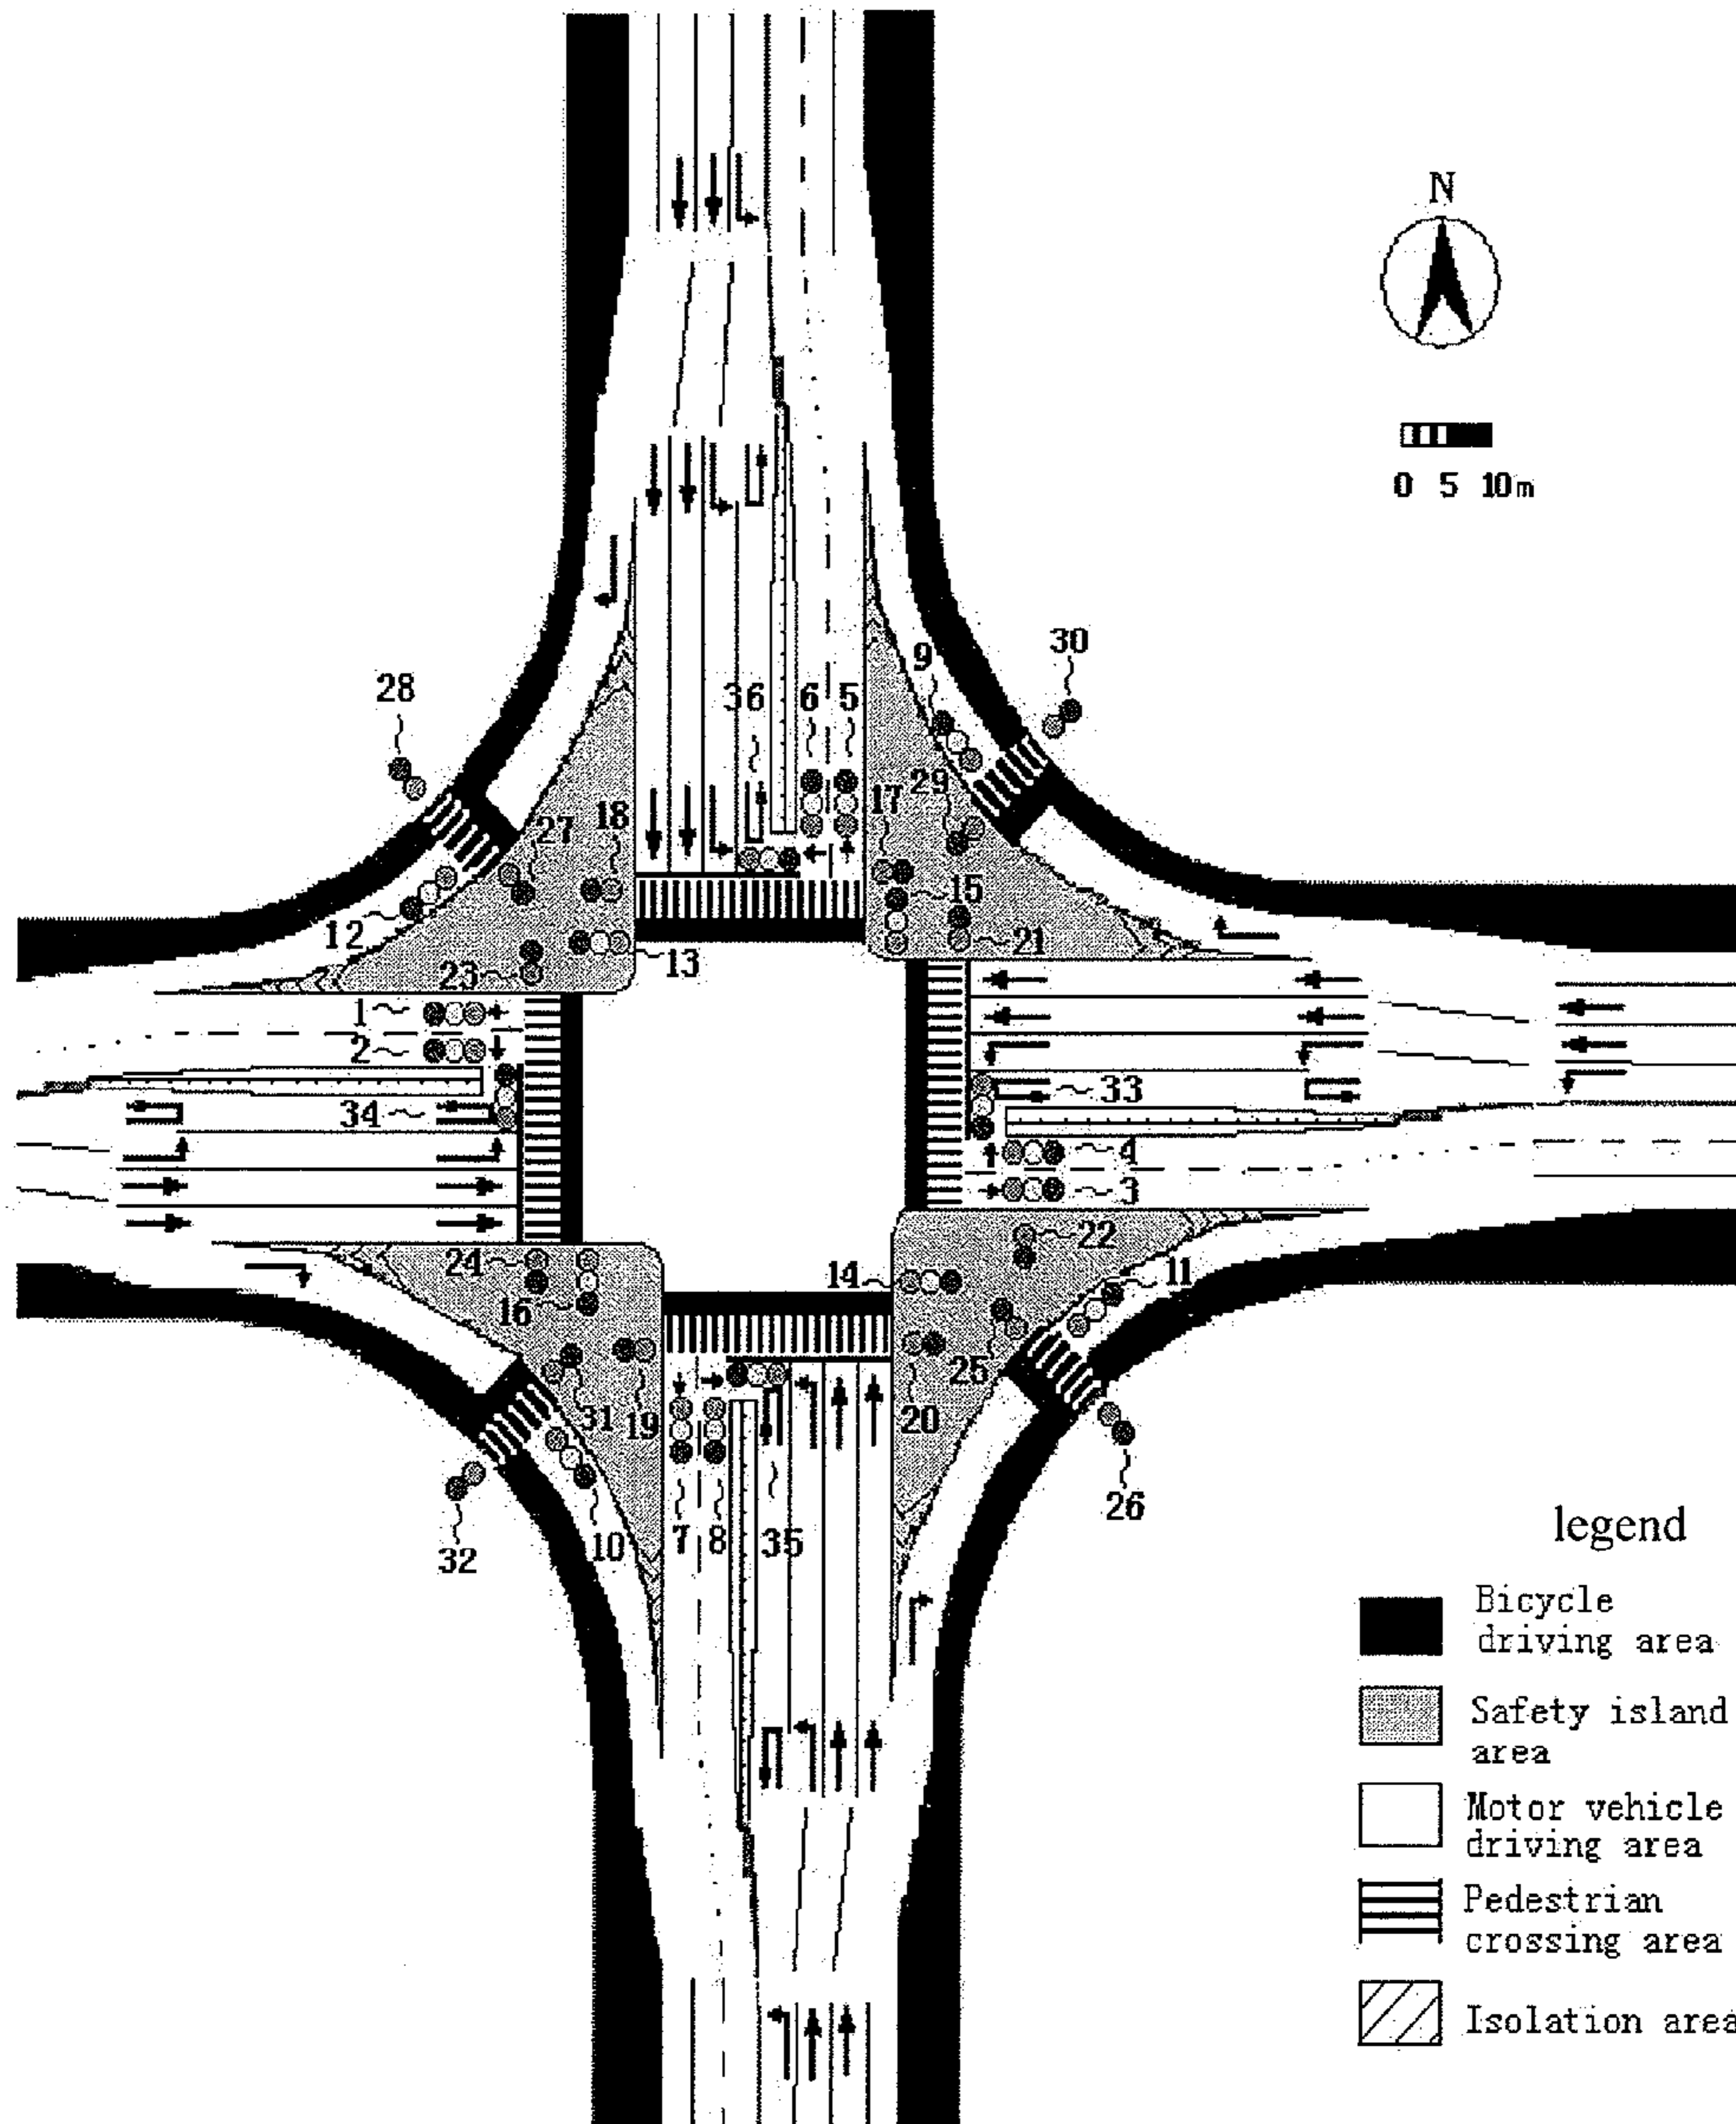 N
0 5 10m
30
9
28
36 6 5
29
17
18
27
15
12
21
13
23
1
2
33
34
4
3
22
24
14
11
16
25
31
19
20
26
32
10
7 8 35
legend
Bicycle
driving area
Safety island
area
Motor vehicle
driving area
Pedestrian
crossing area
Isolation area